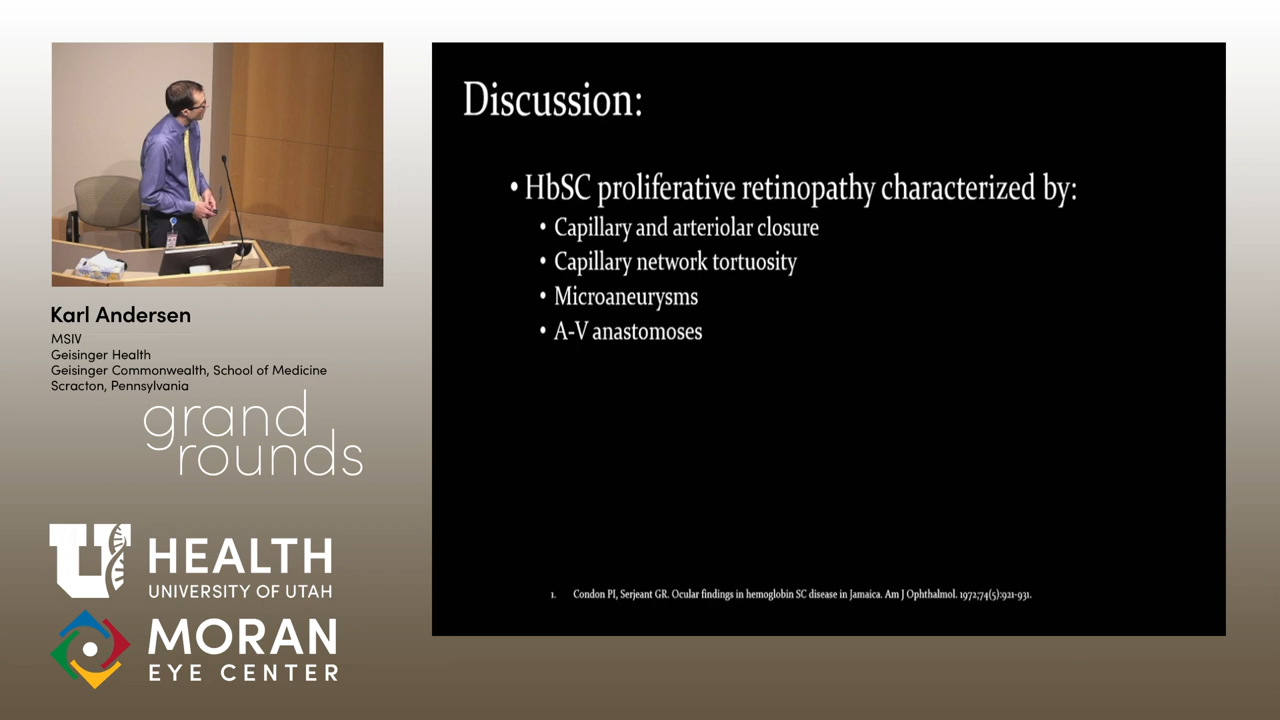 Karl Andersen
MSIV
Geisinger Health
Geisinger Commonwealth, School of Medicine
Scracton, Pennsylvania
grand
rounds
U HEALTH
UNIVERSITY OF UTAH
MORAN
EYE CENTER
Discussion:
• HbSC proliferative retinopathy characterized by:
• Capillary and arteriolar closure
• Capillary network tortuosity
• Microaneurysms
• A-V anastomoses
1. Condon PI, Serjeant GR. Ocular findings in hemoglobin SC disease in Jamaica. Am J Ophthalmol. 1972;74(5):921-931.